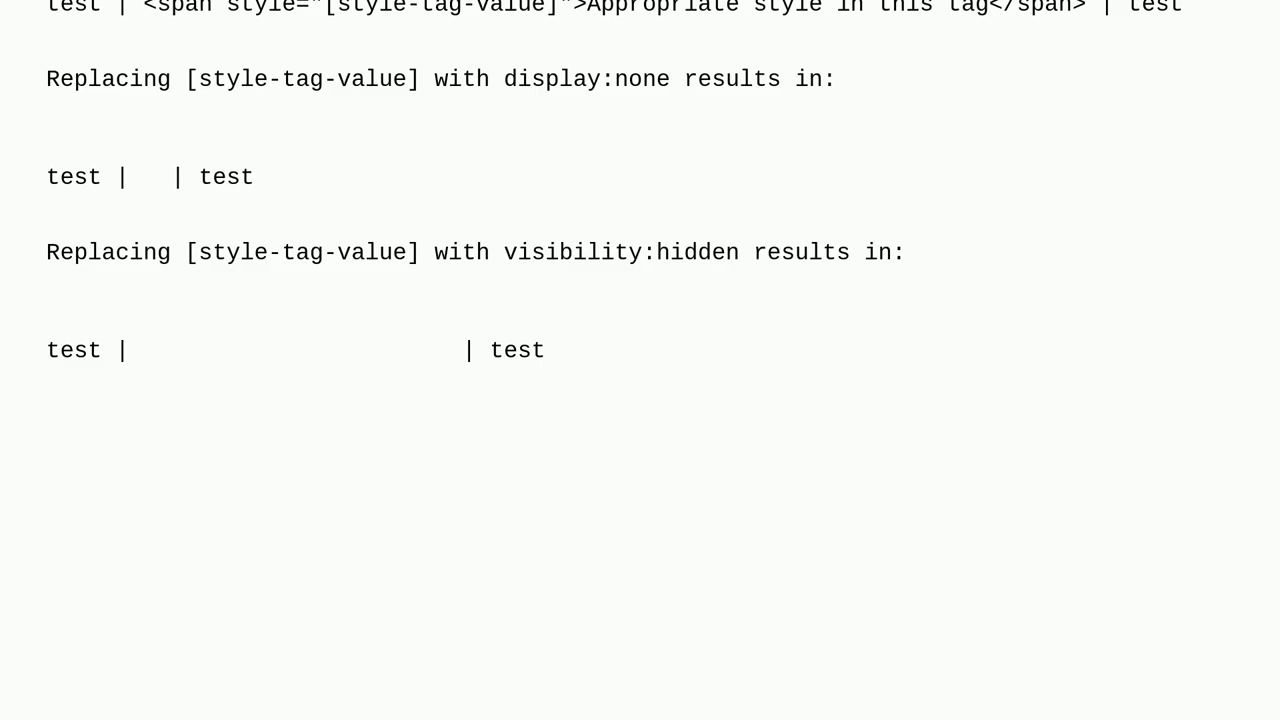 test | <span style="[style-tag-value]">Appropriate style in this tag</span> | test
Replacing [style-tag-value] with display:none results in:
test |   | test
Replacing [style-tag-value] with visibility:hidden results in:
test |                        | test